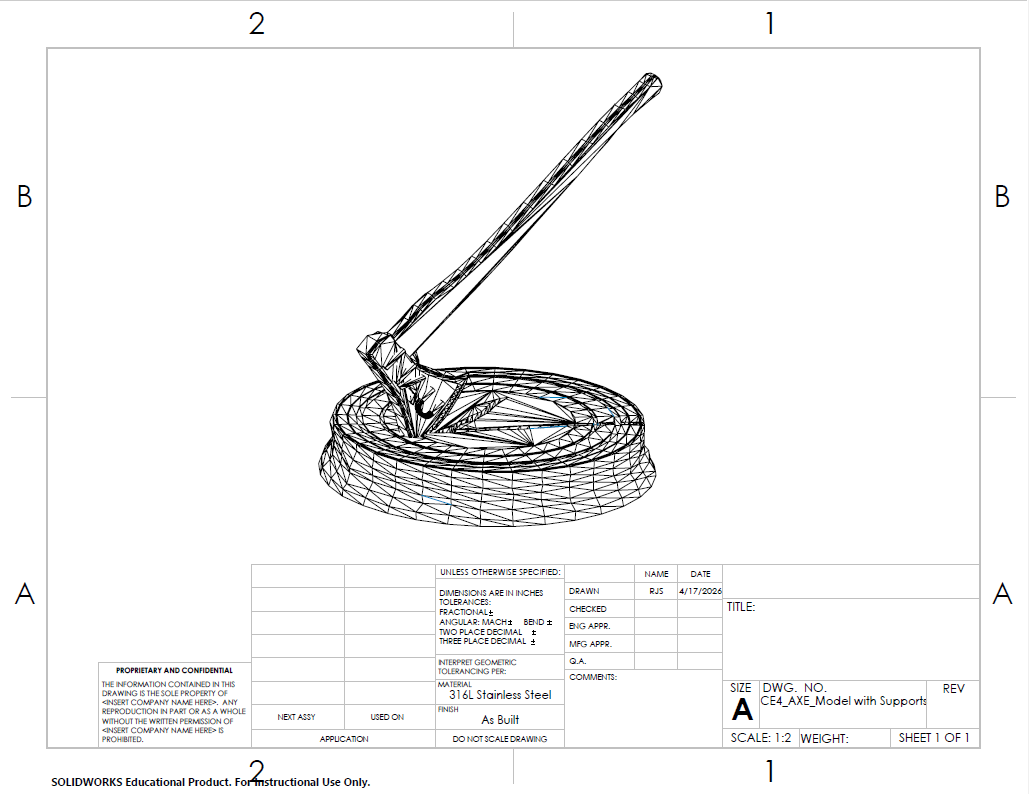 2 1
B B
A A
UNLESS OTHERWISE SPECIFIED:
DIMENSIONS ARE IN INCHES
TOLERANCES:
FRACTIONAL±
ANGULAR: MACH± BEND ±
TWO PLACE DECIMAL ±
THREE PLACE DECIMAL ±
INTERPRET GEOMETRIC
TOLERANCING PER:
MATERIAL
316L Stainless Steel
FINISH
As Built
DO NOT SCALE DRAWING
NAME DATE
DRAWN RJS 4/17/2026
CHECKED
ENG APPR.
MFG APPR.
Q.A.
COMMENTS:
TITLE:
SIZE DWG. NO. REV
A CE4_AXE_Model with Supports
SCALE: 1:2 WEIGHT: SHEET 1 OF 1
PROPRIETARY AND CONFIDENTIAL
THE INFORMATION CONTAINED IN THIS
DRAWING IS THE SOLE PROPERTY OF
<INSERT COMPANY NAME HERE>. ANY
REPRODUCTION IN PART OR AS A WHOLE
WITHOUT THE WRITTEN PERMISSION OF
<INSERT COMPANY NAME HERE> IS
PROHIBITED.
NEXT ASSY USED ON
APPLICATION
2 1
SOLIDWORKS Educational Product. For Instructional Use Only.